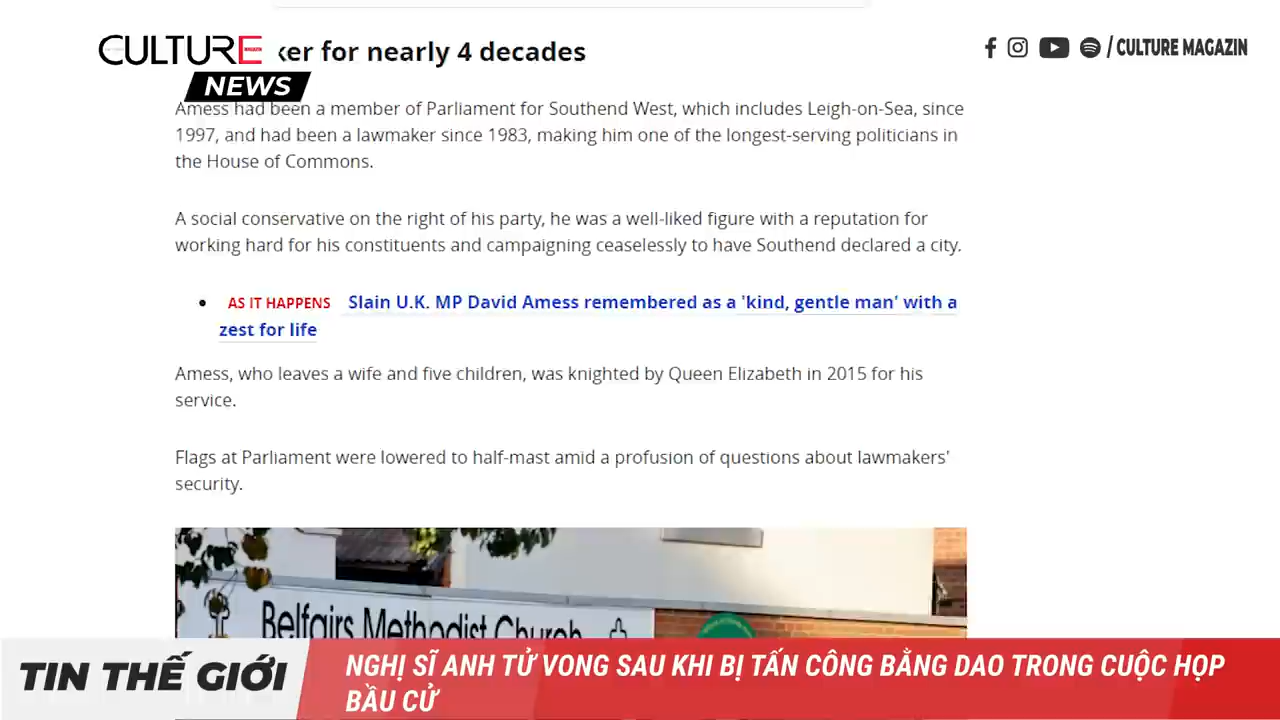 CULTURE
NEWS
ker for nearly 4 decades
/ CULTURE MAGAZIN
Amess had been a member of Parliament for Southend West, which includes Leigh-on-Sea, since
1997, and had been a lawmaker since 1983, making him one of the longest-serving politicians in
the House of Commons.
A social conservative on the right of his party, he was a well-liked figure with a reputation for
working hard for his constituents and campaigning ceaselessly to have Southend declared a city.
• AS IT HAPPENS Slain U.K. MP David Amess remembered as a 'kind, gentle man' with a
zest for life
Amess, who leaves a wife and five children, was knighted by Queen Elizabeth in 2015 for his
service.
Flags at Parliament were lowered to half-mast amid a profusion of questions about lawmakers'
security.
Belfairs Methodist Church
TIN THẾ GIỚI
NGHỊ SĨ ANH TỬ VONG SAU KHI BỊ TẤN CÔNG BẰNG DAO TRONG CUỘC HỌP
BẦU CỬ